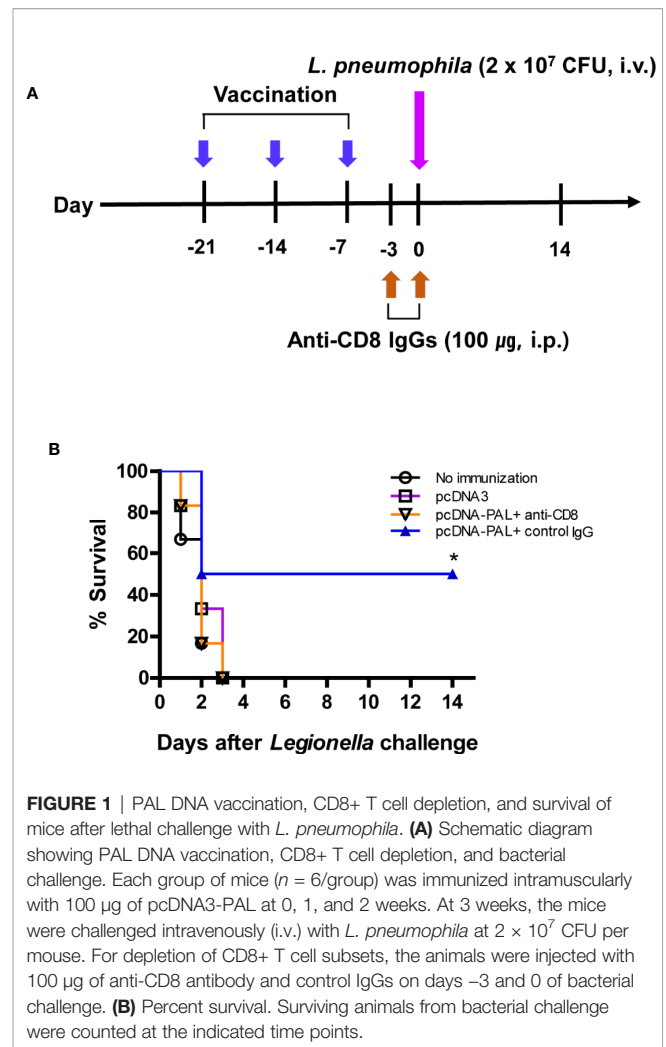 L. pneumophila (2 x 10⁷ CFU, i.v.)
A
Vaccination
Day
-21 -14 -7 -3 0 14
Anti-CD8 IgGs (100 µg, i.p.)
B
100
80
60
40
20
0
% Survival
No immunization
pcDNA3
pcDNA-PAL+ anti-CD8
pcDNA-PAL+ control IgG
*
0 2 4 6 8 10 12 14
Days after Legionella challenge
FIGURE 1 | PAL DNA vaccination, CD8+ T cell depletion, and survival of
mice after lethal challenge with L. pneumophila. (A) Schematic diagram
showing PAL DNA vaccination, CD8+ T cell depletion, and bacterial
challenge. Each group of mice (n = 6/group) was immunized intramuscularly
with 100 µg of pcDNA3-PAL at 0, 1, and 2 weeks. At 3 weeks, the mice
were challenged intravenously (i.v.) with L. pneumophila at 2 × 10⁷ CFU per
mouse. For depletion of CD8+ T cell subsets, the animals were injected with
100 µg of anti-CD8 antibody and control IgGs on days −3 and 0 of bacterial
challenge. (B) Percent survival. Surviving animals from bacterial challenge
were counted at the indicated time points.